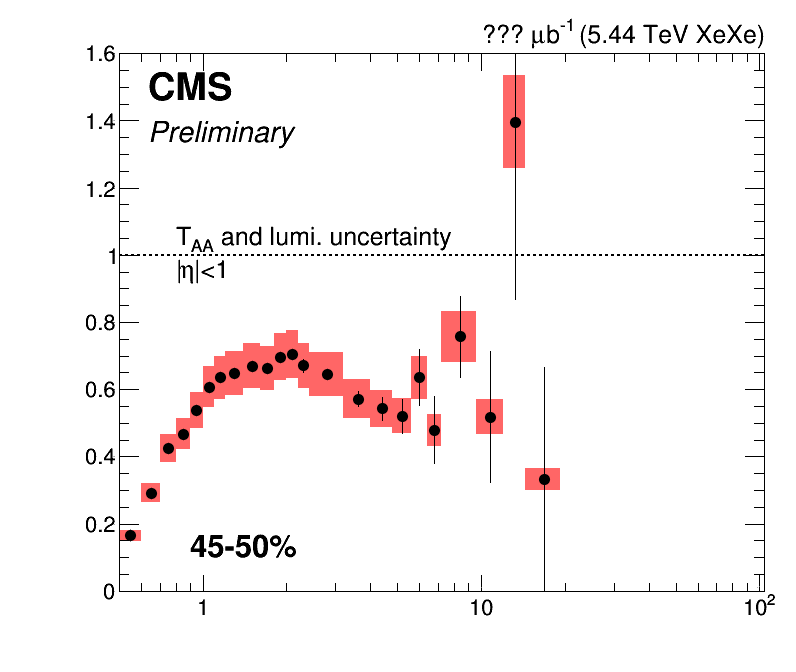 ??? μb⁻¹ (5.44 TeV XeXe)
1.6
CMS
Preliminary
1.4
1.2
T_AA and lumi. uncertainty
1
|η|<1
0.8
0.6
0.4
0.2
45-50%
0
1 10 10²